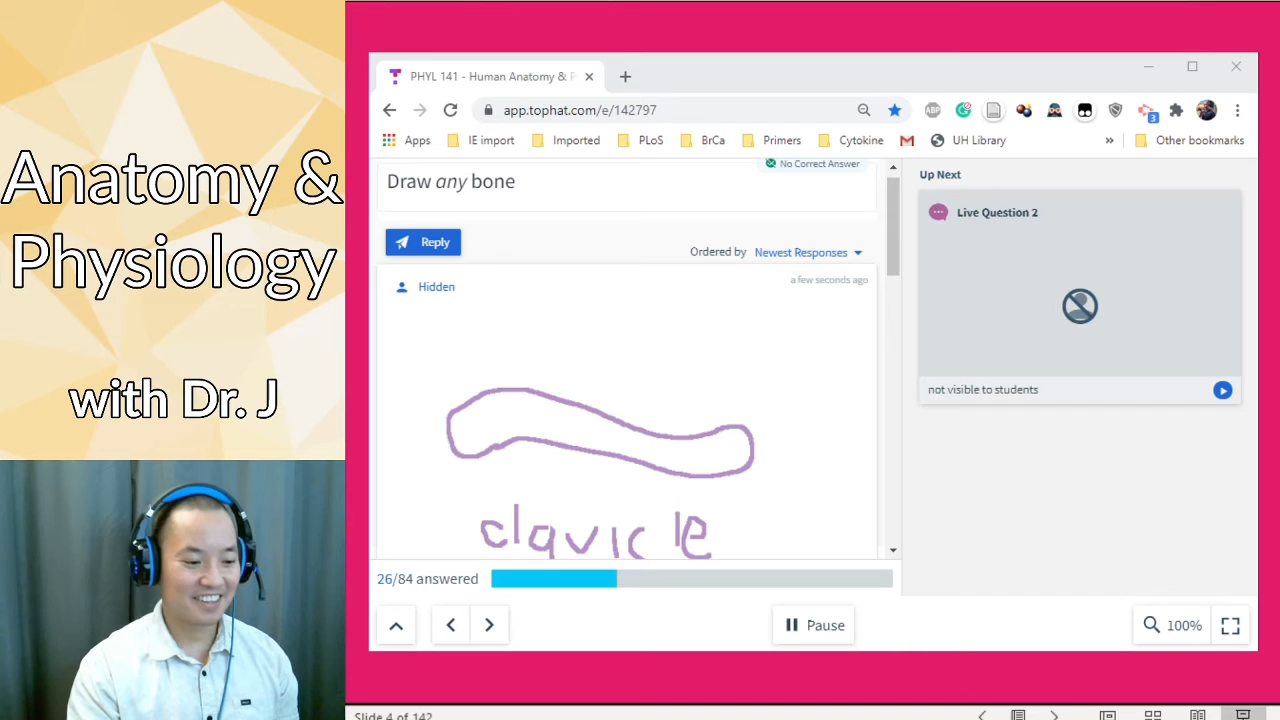 Anatomy &
Physiology
with Dr. J
PHYL 141 - Human Anatomy & P
app.tophat.com/e/142797
ABP
3
Apps
IE import
Imported
PLoS
BrCa
Primers
Cytokine
UH Library
»
Other bookmarks
No Correct Answer
Draw any bone
Reply
Ordered by Newest Responses
Hidden
a few seconds ago
clavicle
26/84 answered
Pause
100%
Up Next
Live Question 2
not visible to students
Slide 4 of 142